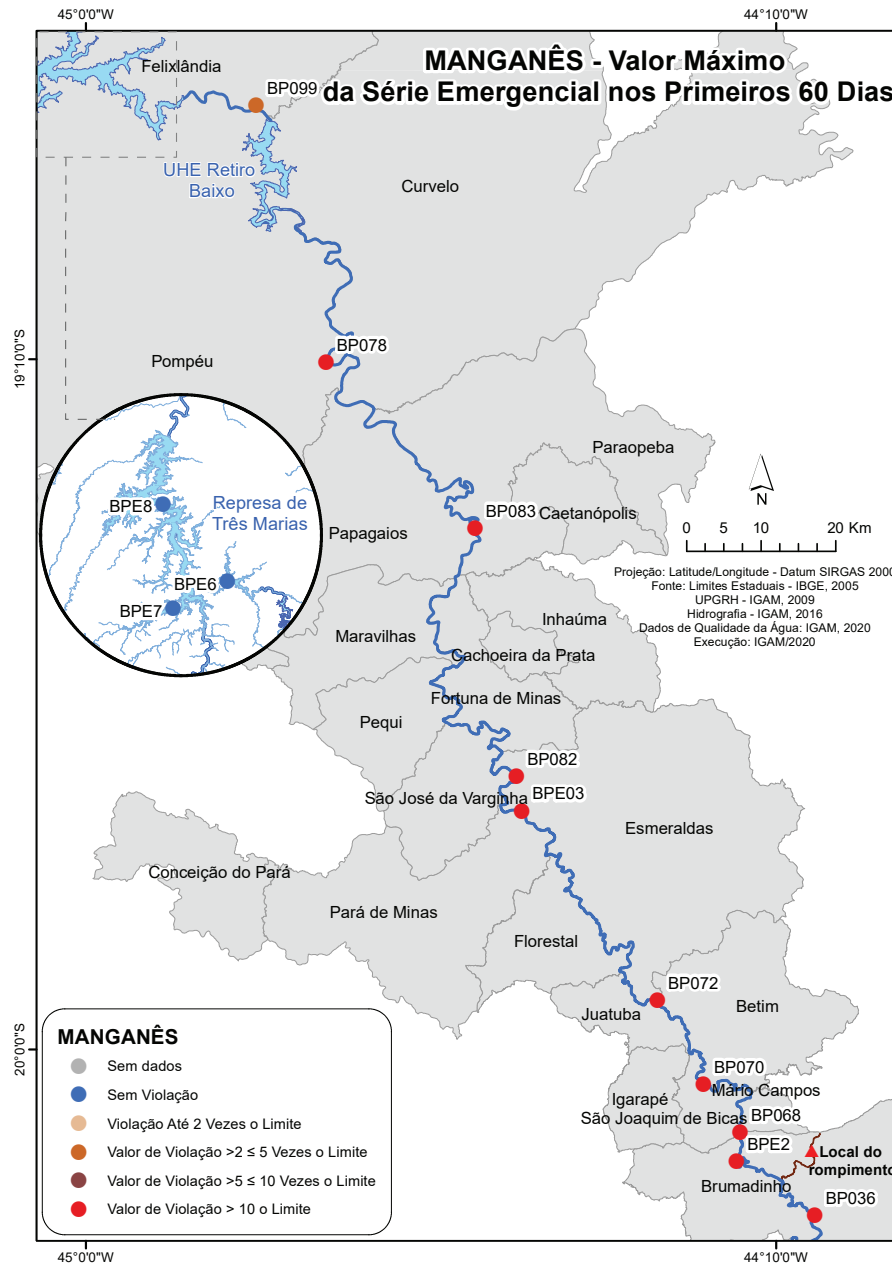 45°0'0"W
44°10'0"W
MANGANÊS - Valor Máximo
da Série Emergencial nos Primeiros 60 Dias
Felixlândia
BP099
UHE Retiro
Baixo
Curvelo
19°10'0"S
BP078
Pompéu
Paraopeba
N
Represa de
Três Marias
BPE8
BPE6
BPE7
BP083
Caetanópolis
Papagaios
0 5 10 20 Km
Projeção: Latitude/Longitude - Datum SIRGAS 2000
Fonte: Limites Estaduais - IBGE, 2005
UPGRH - IGAM, 2009
Hidrografia - IGAM, 2016
Dados de Qualidade da Água: IGAM, 2020
Execução: IGAM/2020
Inhaúma
Maravilhas
Cachoeira da Prata
Fortuna de Minas
Pequi
BP082
São José da Varginha
BPE03
Esmeraldas
Conceição do Pará
Pará de Minas
Florestal
BP072
Betim
Juatuba
20°0'0"S
BP070
Mário Campos
Igarapé
São Joaquim de Bicas
BP068
BPE2
Local do
rompimento
Brumadinho
BP036
MANGANÊS
Sem dados
Sem Violação
Violação Até 2 Vezes o Limite
Valor de Violação >2 ≤ 5 Vezes o Limite
Valor de Violação >5 ≤ 10 Vezes o Limite
Valor de Violação > 10 o Limite
45°0'0"W
44°10'0"W